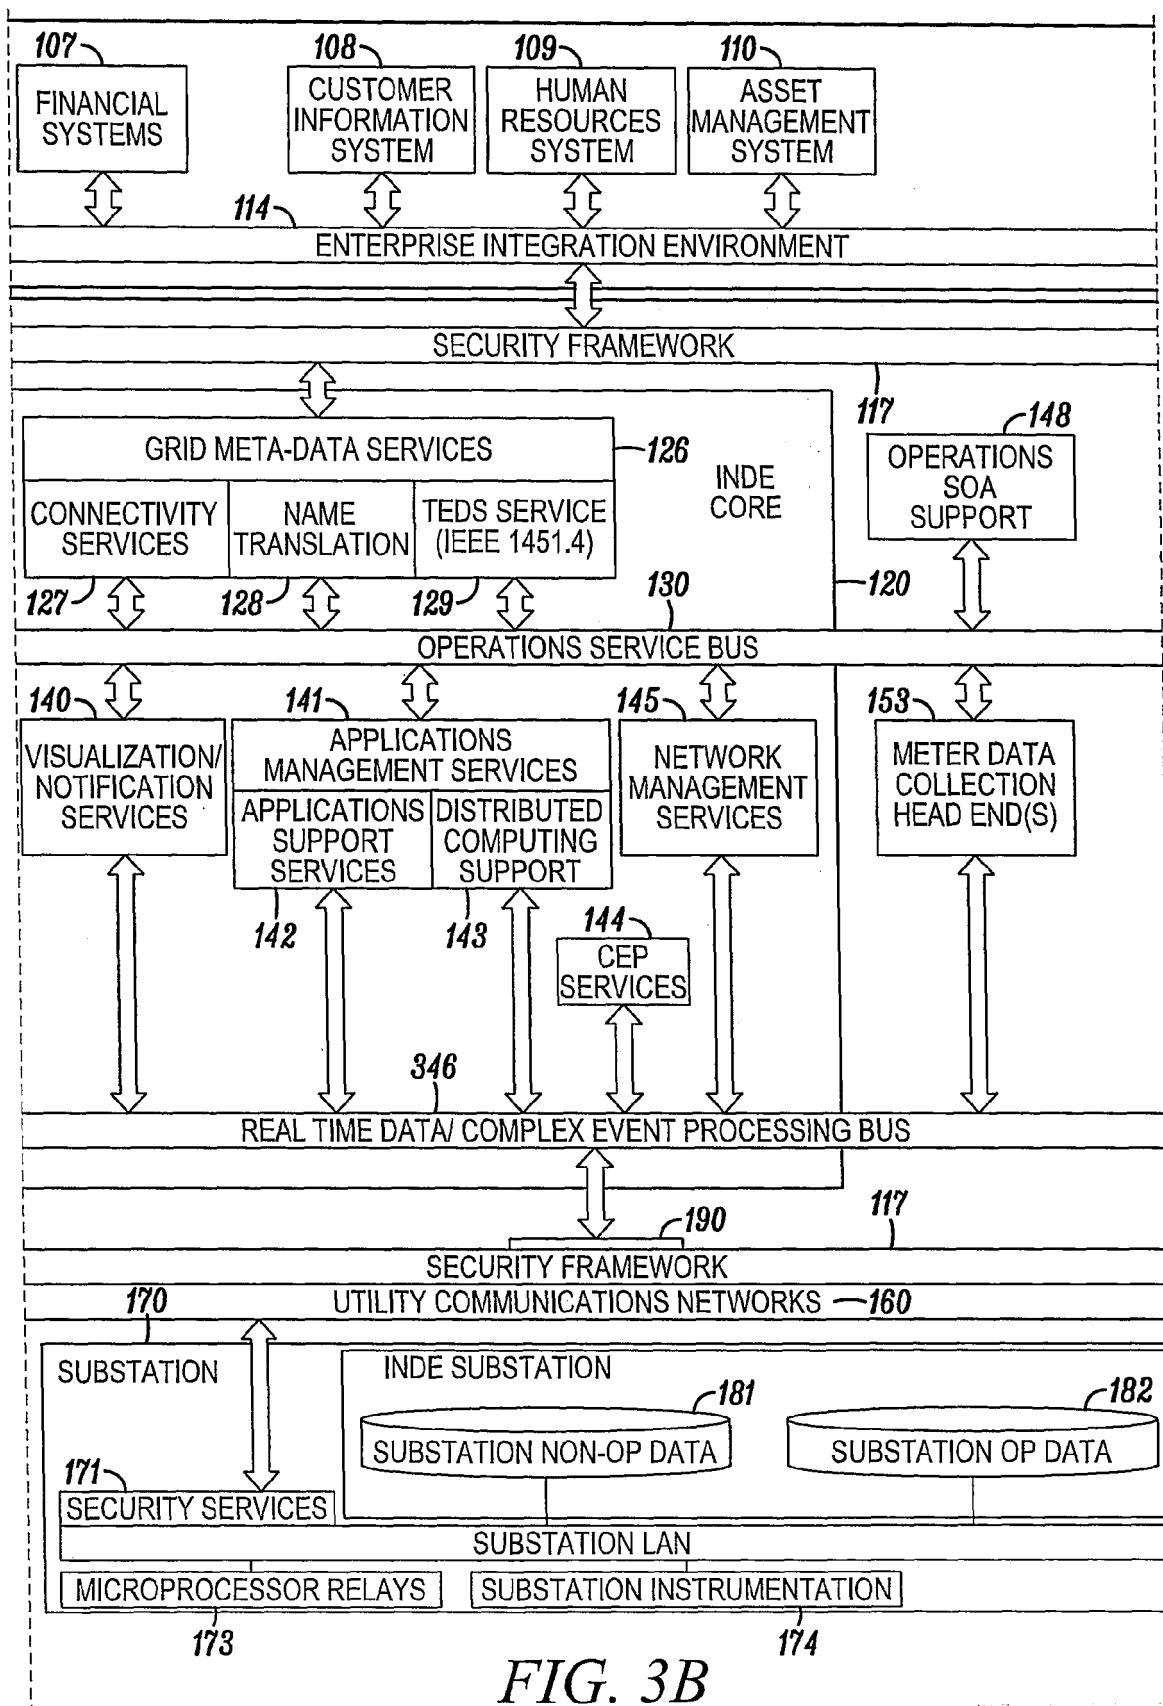 107
108
109
110
FINANCIAL
SYSTEMS
CUSTOMER
INFORMATION
SYSTEM
HUMAN
RESOURCES
SYSTEM
ASSET
MANAGEMENT
SYSTEM
114
ENTERPRISE INTEGRATION ENVIRONMENT
SECURITY FRAMEWORK
117
148
GRID META-DATA SERVICES
126
CONNECTIVITY
SERVICES
NAME
TRANSLATION
TEDS SERVICE
(IEEE 1451.4)
INDE
CORE
OPERATIONS
SOA
SUPPORT
127
128
129
130
120
OPERATIONS SERVICE BUS
140
141
145
153
VISUALIZATION/
NOTIFICATION
SERVICES
APPLICATIONS
MANAGEMENT SERVICES
APPLICATIONS
SUPPORT
SERVICES
DISTRIBUTED
COMPUTING
SUPPORT
NETWORK
MANAGEMENT
SERVICES
METER DATA
COLLECTION
HEAD END(S)
142
143
144
CEP
SERVICES
346
REAL TIME DATA/ COMPLEX EVENT PROCESSING BUS
190
117
SECURITY FRAMEWORK
170
UTILITY COMMUNICATIONS NETWORKS
160
SUBSTATION
INDE SUBSTATION
181
182
SUBSTATION NON-OP DATA
SUBSTATION OP DATA
171
SECURITY SERVICES
SUBSTATION LAN
MICROPROCESSOR RELAYS
SUBSTATION INSTRUMENTATION
173
174
FIG. 3B